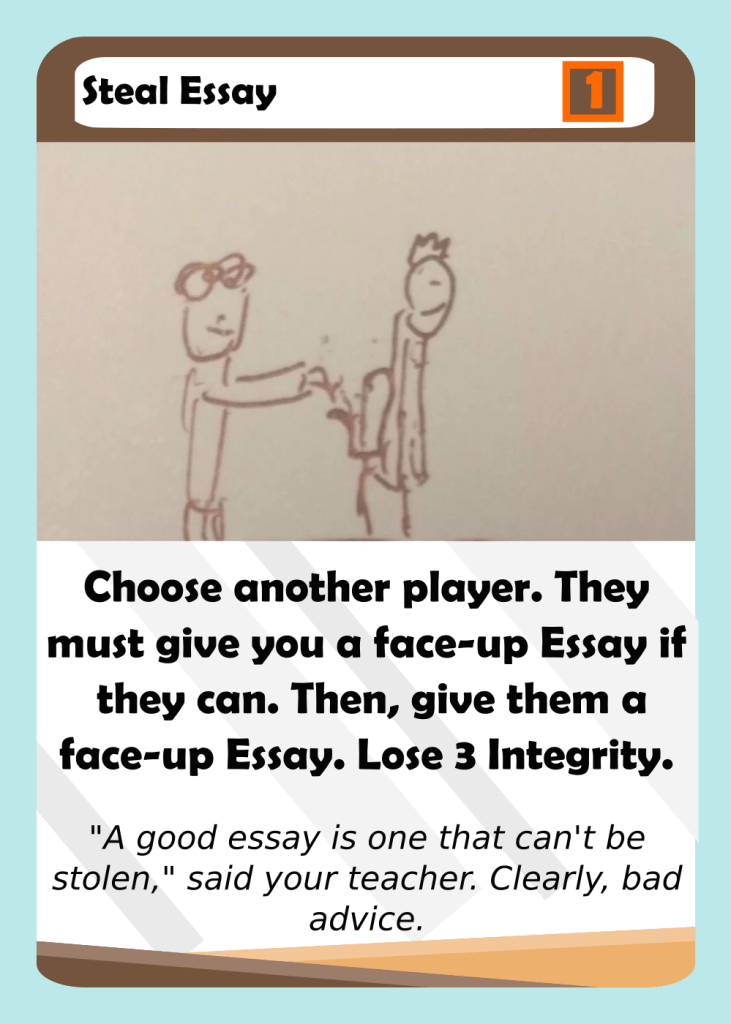 Steal Essay 1
Choose another player. They
must give you a face-up Essay if
they can. Then, give them a
face-up Essay. Lose 3 Integrity.
"A good essay is one that can't be
stolen," said your teacher. Clearly, bad
advice.